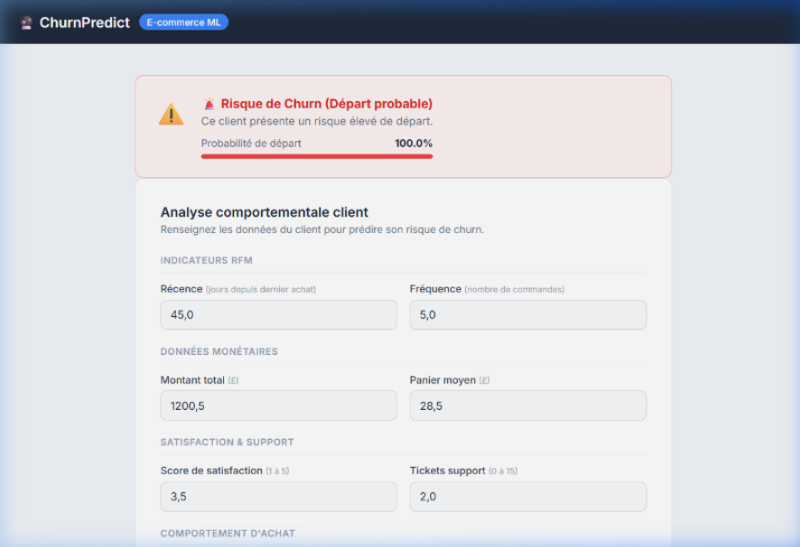 ChurnPredict E-commerce ML
Risque de Churn (Départ probable)
Ce client présente un risque élevé de départ.
Probabilité de départ 100.0%
Analyse comportementale client
Renseignez les données du client pour prédire son risque de churn.
INDICATEURS RFM
Récence (jours depuis dernier achat) Fréquence (nombre de commandes)
45,0 5,0
DONNÉES MONÉTAIRES
Montant total (£) Panier moyen (£)
1200,5 28,5
SATISFACTION & SUPPORT
Score de satisfaction (1 à 5) Tickets support (0 à 15)
3,5 2,0
COMPORTEMENT D'ACHAT